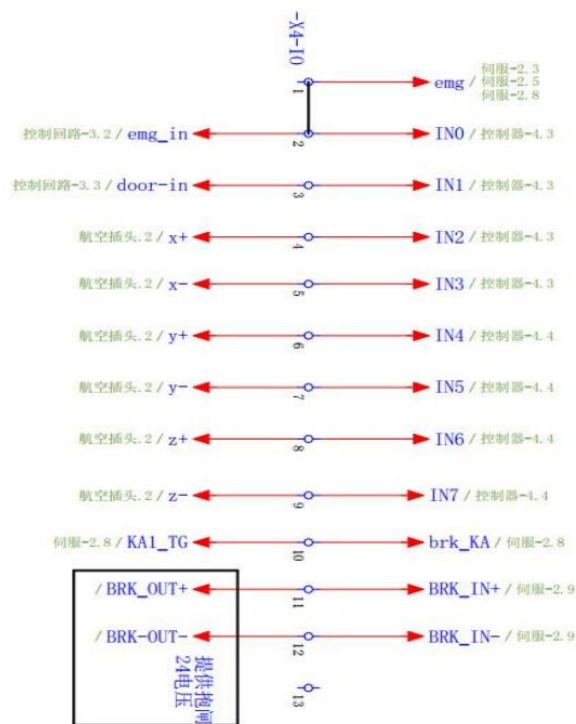 -X4-IO
1
emg / 伺服-2.3
伺服-2.5
伺服-2.8
控制回路-3.2 / emg_in 2 IN0 / 控制器-4.3
控制回路-3.3 / door-in 3 IN1 / 控制器-4.3
航空插头.2 / x+ 4 IN2 / 控制器-4.3
航空插头.2 / x- 5 IN3 / 控制器-4.3
航空插头.2 / y+ 6 IN4 / 控制器-4.4
航空插头.2 / y- 7 IN5 / 控制器-4.4
航空插头.2 / z+ 8 IN6 / 控制器-4.4
航空插头.2 / z- 9 IN7 / 控制器-4.4
伺服-2.8 / KA1_TG 10 brk_KA / 伺服-2.8
/ BRK_OUT+ 11 BRK_IN+ / 伺服-2.9
/ BRK-OUT- 12 BRK_IN- / 伺服-2.9
提供抱闸
24电压
13